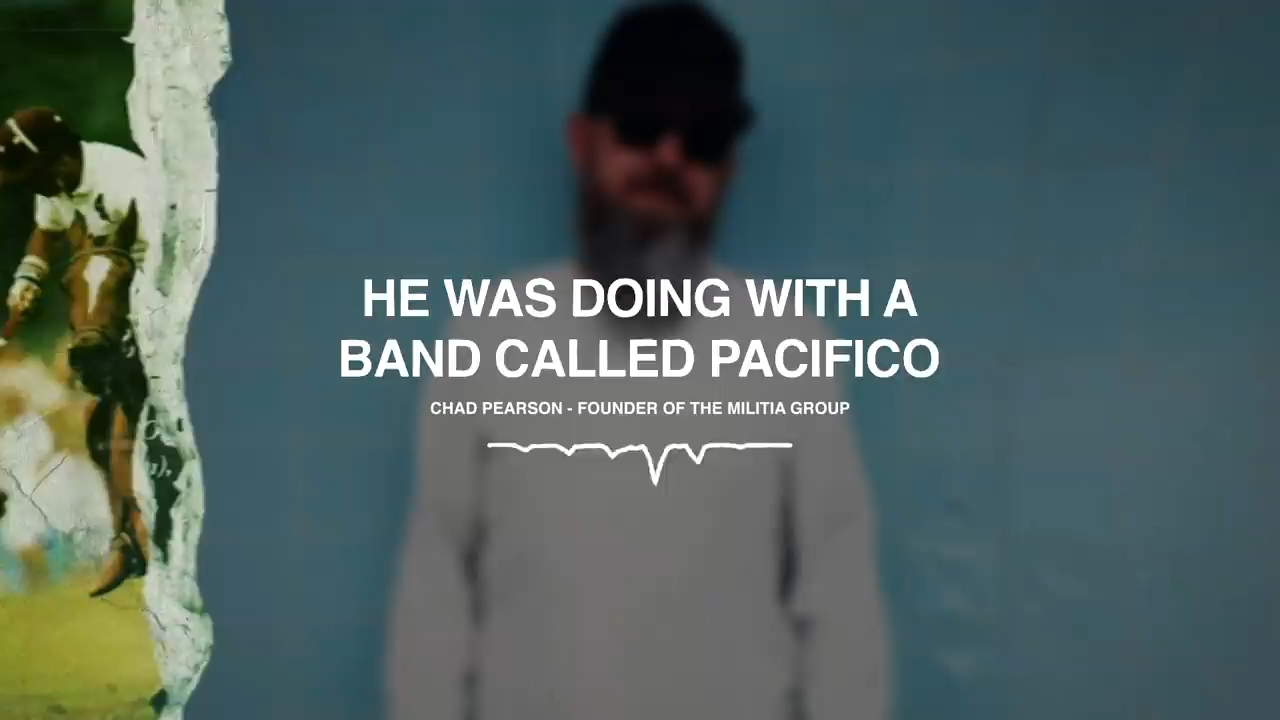 HE WAS DOING WITH A
BAND CALLED PACIFICO
CHAD PEARSON - FOUNDER OF THE MILITIA GROUP